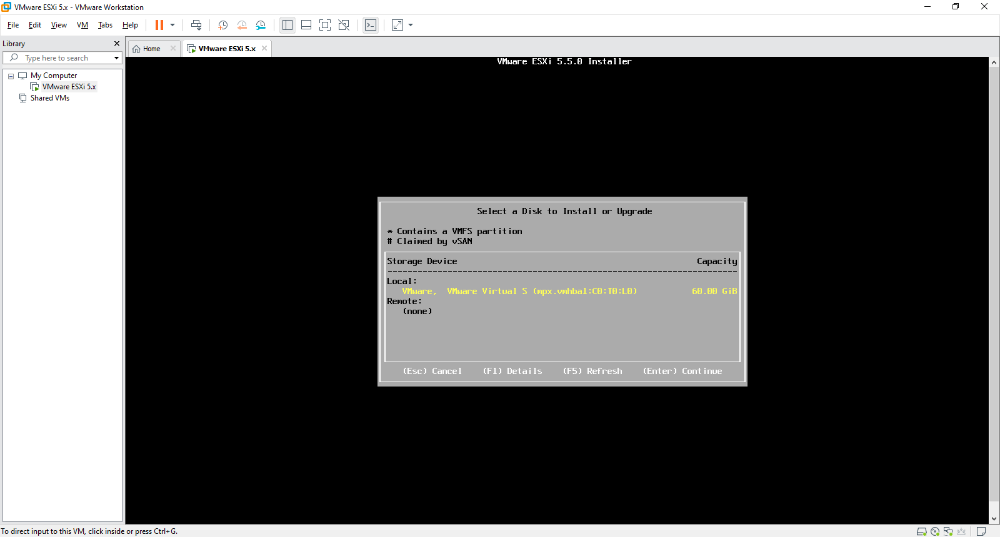 VMware ESXi 5.x - VMware Workstation
File Edit View VM Tabs Help
Library
Type here to search
My Computer
VMware ESXi 5.x
Shared VMs
Home
VMware ESXi 5.x
VMware ESXi 5.5.0 Installer
Select a Disk to Install or Upgrade
* Contains a VMFS partition
# Claimed by vSAN
Storage Device Capacity
--------------------------------------------------------------------
Local:
VMware, VMware Virtual S (mpx.vmhba1:C0:T0:L0) 60.00 GiB
Remote:
(none)
(Esc) Cancel (F1) Details (F5) Refresh (Enter) Continue
To direct input to this VM, click inside or press Ctrl+G.